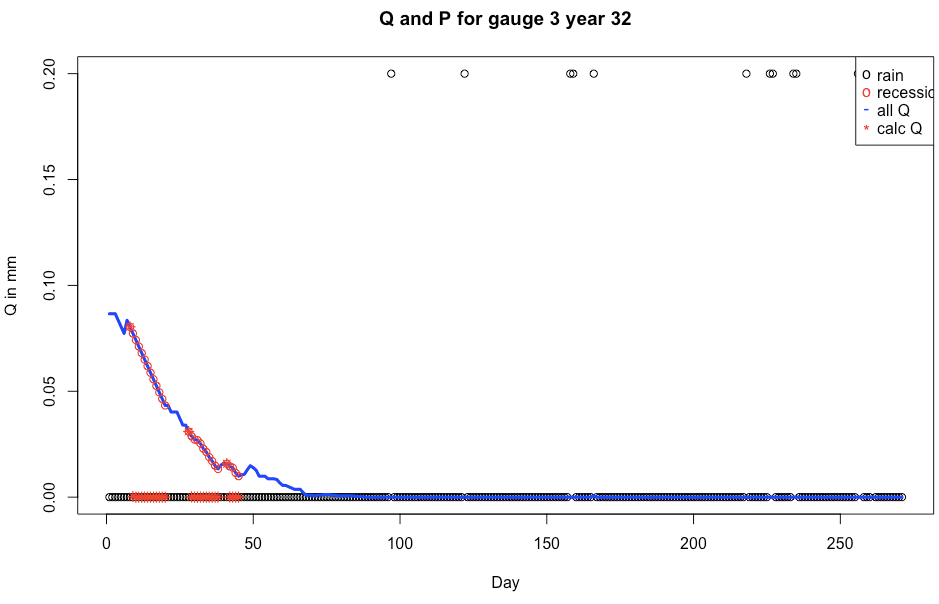 Q and P for gauge 3 year 32
0.20
0.15
0.10
0.05
0.00
Q in mm
rain
recessio
all Q
calc Q
0 50 100 150 200 250
Day